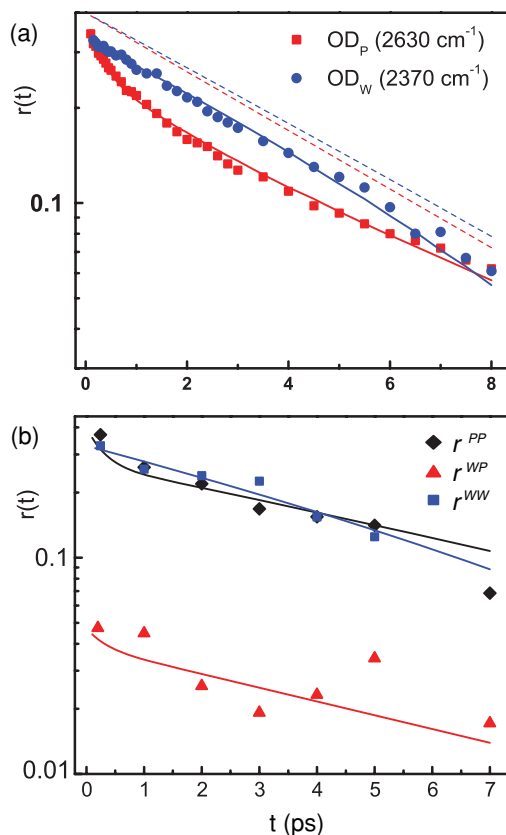 (a)
OD_P (2630 cm⁻¹)
OD_W (2370 cm⁻¹)
r(t)
0.1
0 2 4 6 8
(b)
r^PP
r^WP
r^WW
r(t)
0.1
0.01
0 1 2 3 4 5 6 7
t (ps)